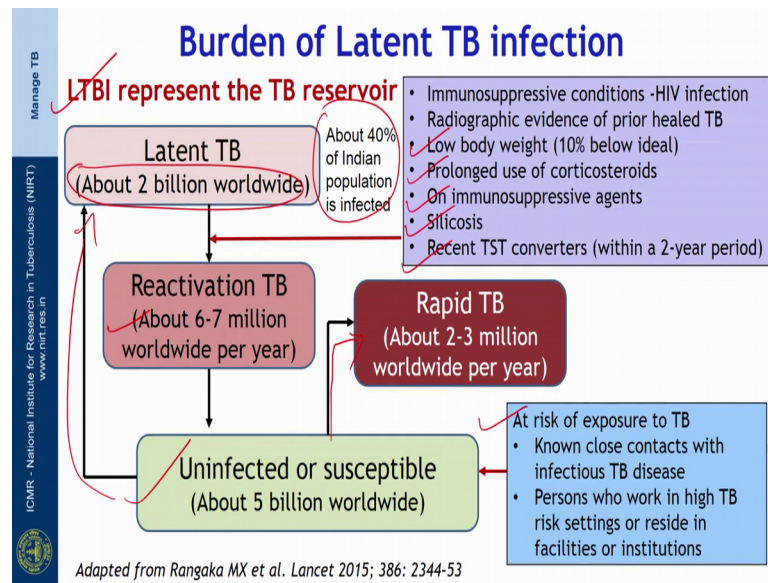 Burden of Latent TB infection
LTBI represent the TB reservoir
Latent TB
(About 2 billion worldwide)
About 40%
of Indian
population
is infected
• Immunosuppressive conditions -HIV infection
• Radiographic evidence of prior healed TB
• Low body weight (10% below ideal)
• Prolonged use of corticosteroids
• On immunosuppressive agents
• Silicosis
• Recent TST converters (within a 2-year period)
Reactivation TB
(About 6-7 million
worldwide per year)
Rapid TB
(About 2-3 million
worldwide per year)
Uninfected or susceptible
(About 5 billion worldwide)
At risk of exposure to TB
• Known close contacts with
infectious TB disease
• Persons who work in high TB
risk settings or reside in
facilities or institutions
Adapted from Rangaka MX et al. Lancet 2015; 386: 2344-53
Manage TB
ICMR - National Institute for Research in Tuberculosis (NIRT)
www.nirt.res.in